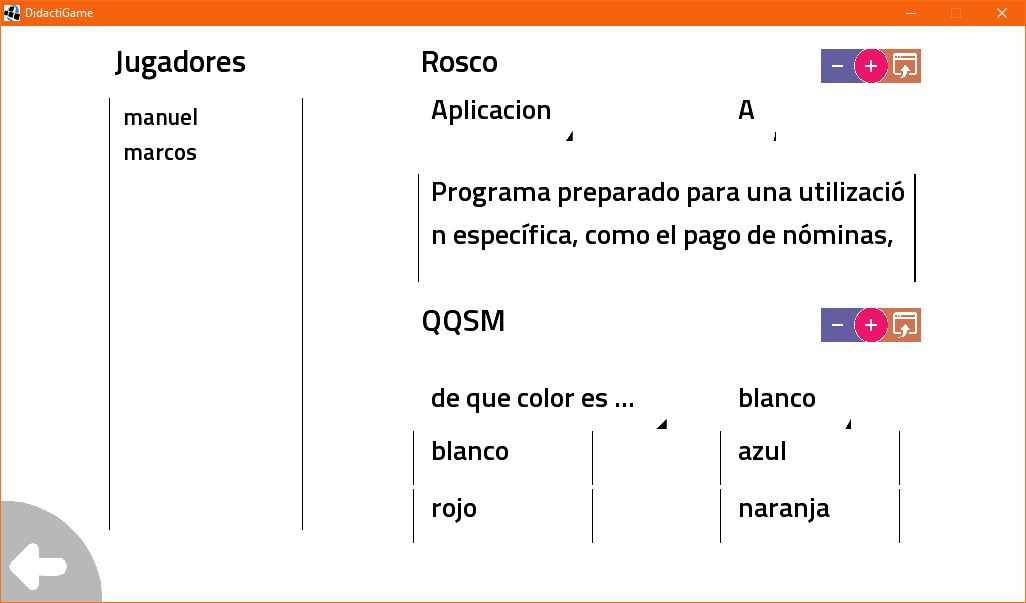 DidactiGame
Jugadores
manuel
marcos
Rosco
Aplicacion
A
Programa preparado para una utilizació
n específica, como el pago de nóminas,
QQSM
de que color es ...
blanco
blanco
azul
rojo
naranja